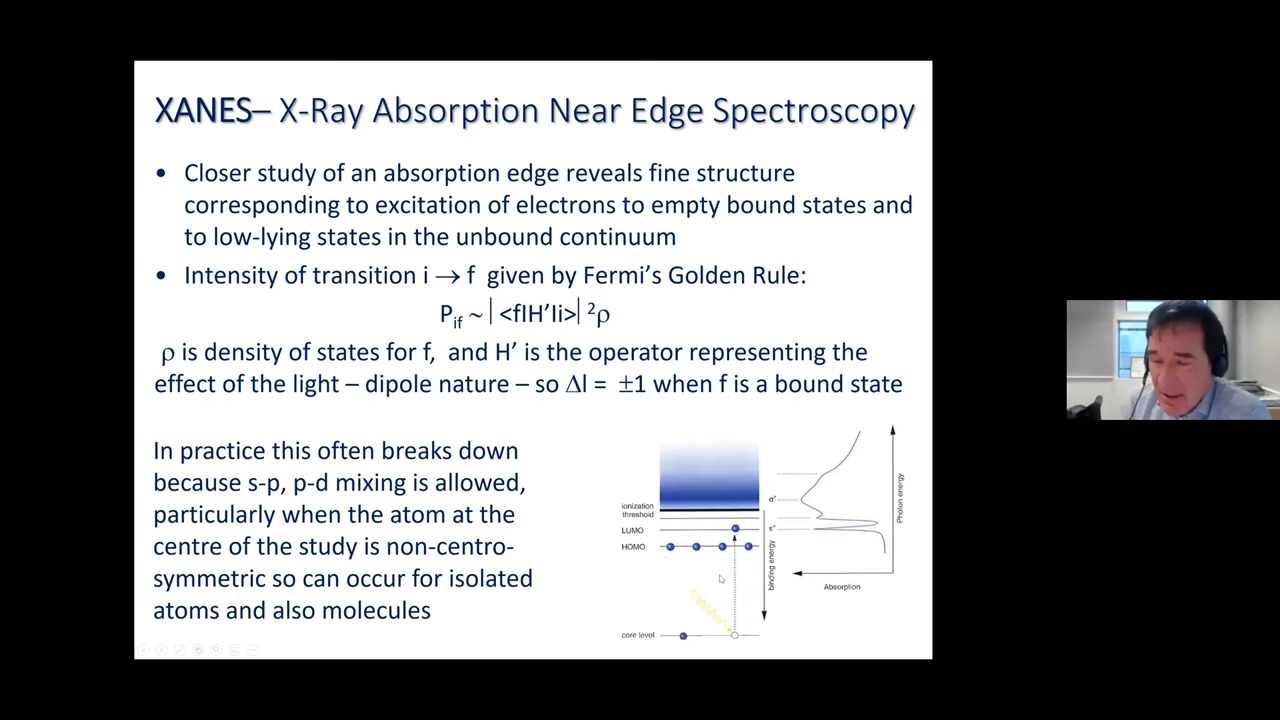 XANES– X-Ray Absorption Near Edge Spectroscopy
• Closer study of an absorption edge reveals fine structure
corresponding to excitation of electrons to empty bound states and
to low-lying states in the unbound continuum
• Intensity of transition i → f given by Fermi's Golden Rule:
Pif ~ | <fIH'Ii>| ²ρ
ρ is density of states for f, and H' is the operator representing the
effect of the light – dipole nature – so Δl = ±1 when f is a bound state
In practice this often breaks down
because s-p, p-d mixing is allowed,
particularly when the atom at the
centre of the study is non-centro-
symmetric so can occur for isolated
atoms and also molecules
ionization
threshold
LUMO
HOMO
core level
σ*
π*
binding energy
Photon energy
Absorption